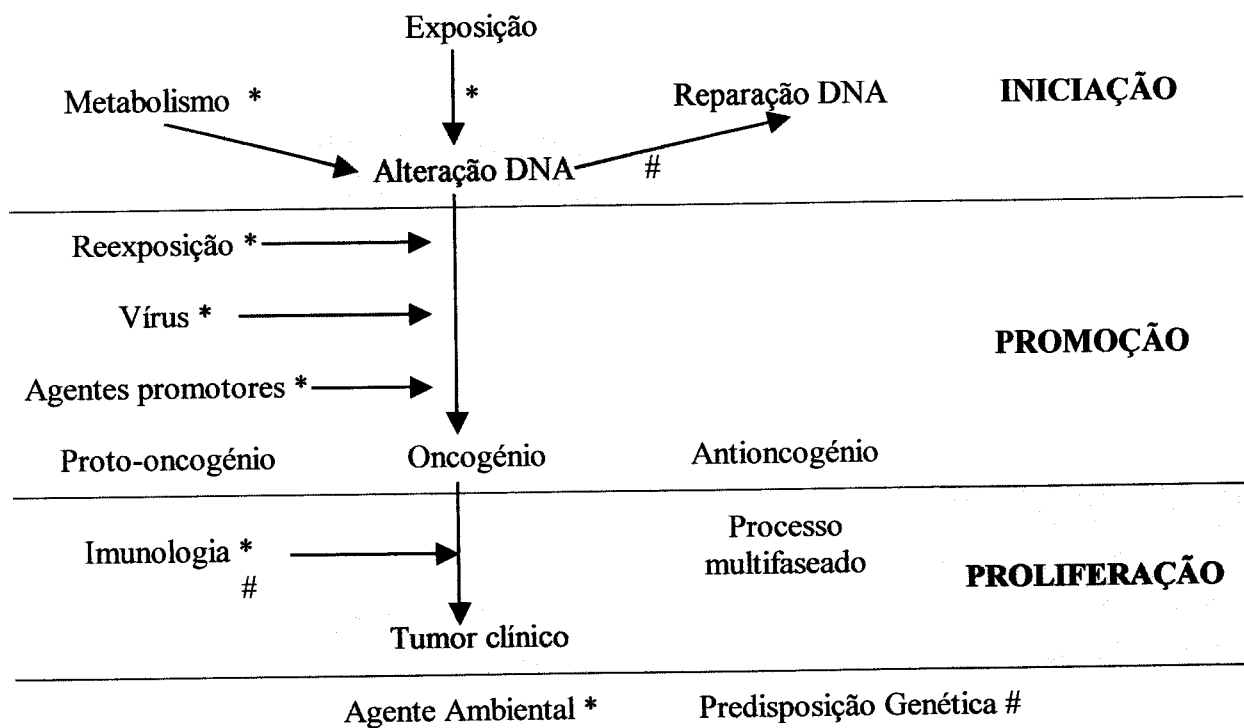 Exposição
Metabolismo *
*
Reparação DNA
INICIAÇÃO
Alteração DNA
#
Reexposição *
Vírus *
PROMOÇÃO
Agentes promotores *
Proto-oncogénio
Oncogénio
Antioncogénio
Imunologia *
#
Processo
multifaseado
PROLIFERAÇÃO
Tumor clínico
Agente Ambiental *
Predisposição Genética #